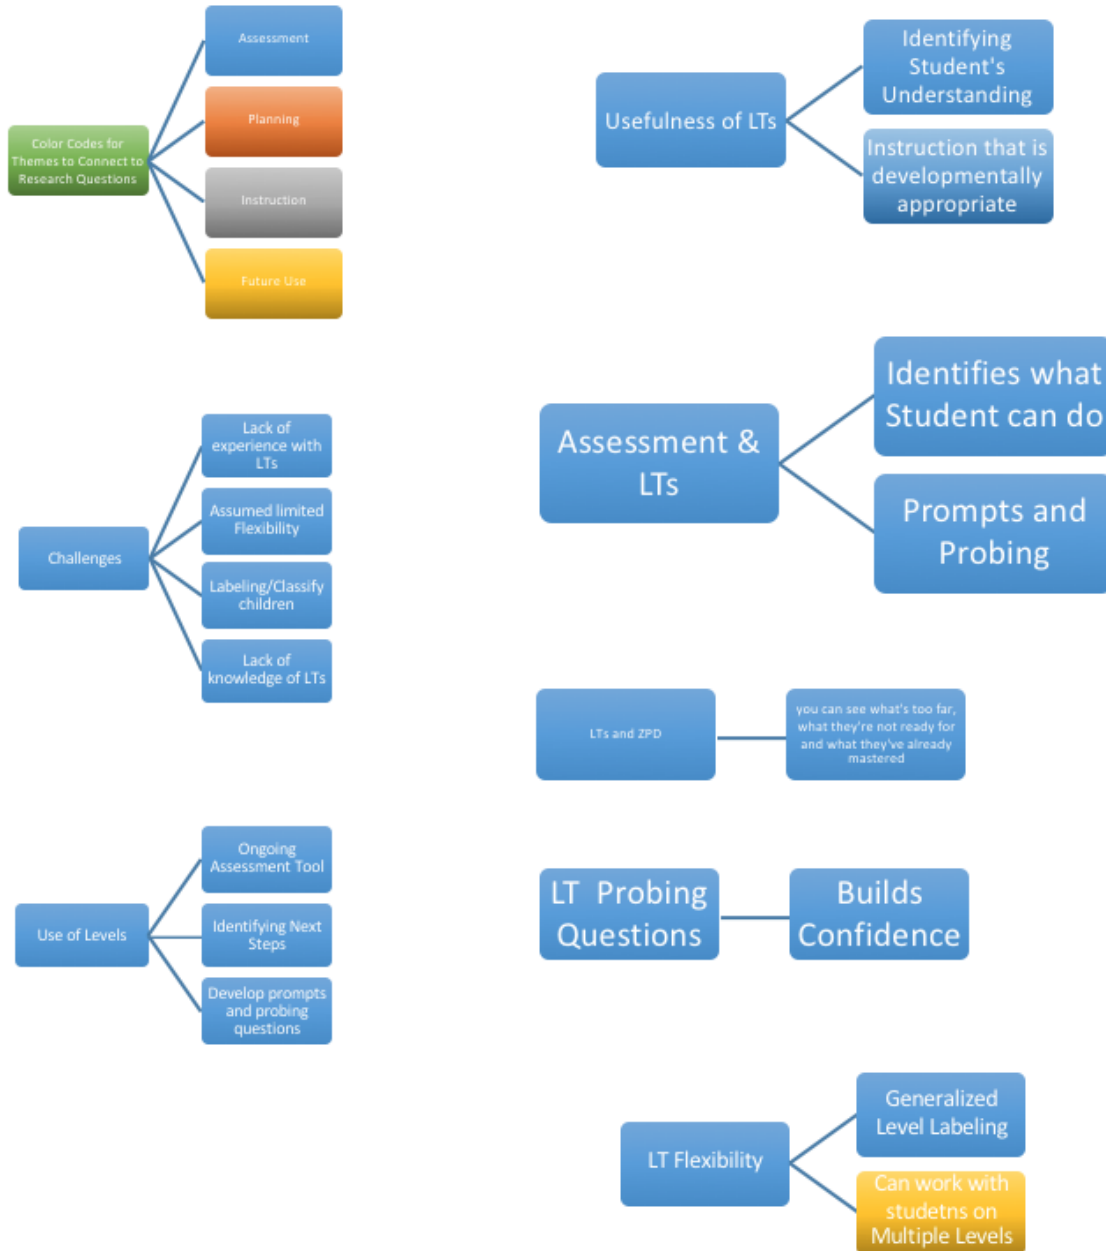 Color Codes for
Themes to Connect to
Research Questions
Assessment
Planning
Instruction
Future Use
Challenges
Lack of
experience with
LTs
Assumed limited
Flexibility
Labeling/Classify
children
Lack of
knowledge of LTs
Use of Levels
Ongoing
Assessment Tool
Identifying Next
Steps
Develop prompts
and probing
questions
Usefulness of LTs
Identifying
Student's
Understanding
Instruction that is
developmentally
appropriate
Assessment &
LTs
Identifies what
Student can do
Prompts and
Probing
LTs and ZPD
you can see what's too far,
what they're not ready for
and what they've already
mastered
LT Probing
Questions
Builds
Confidence
LT Flexibility
Generalized
Level Labeling
Can work with
studetns on
Multiple Levels